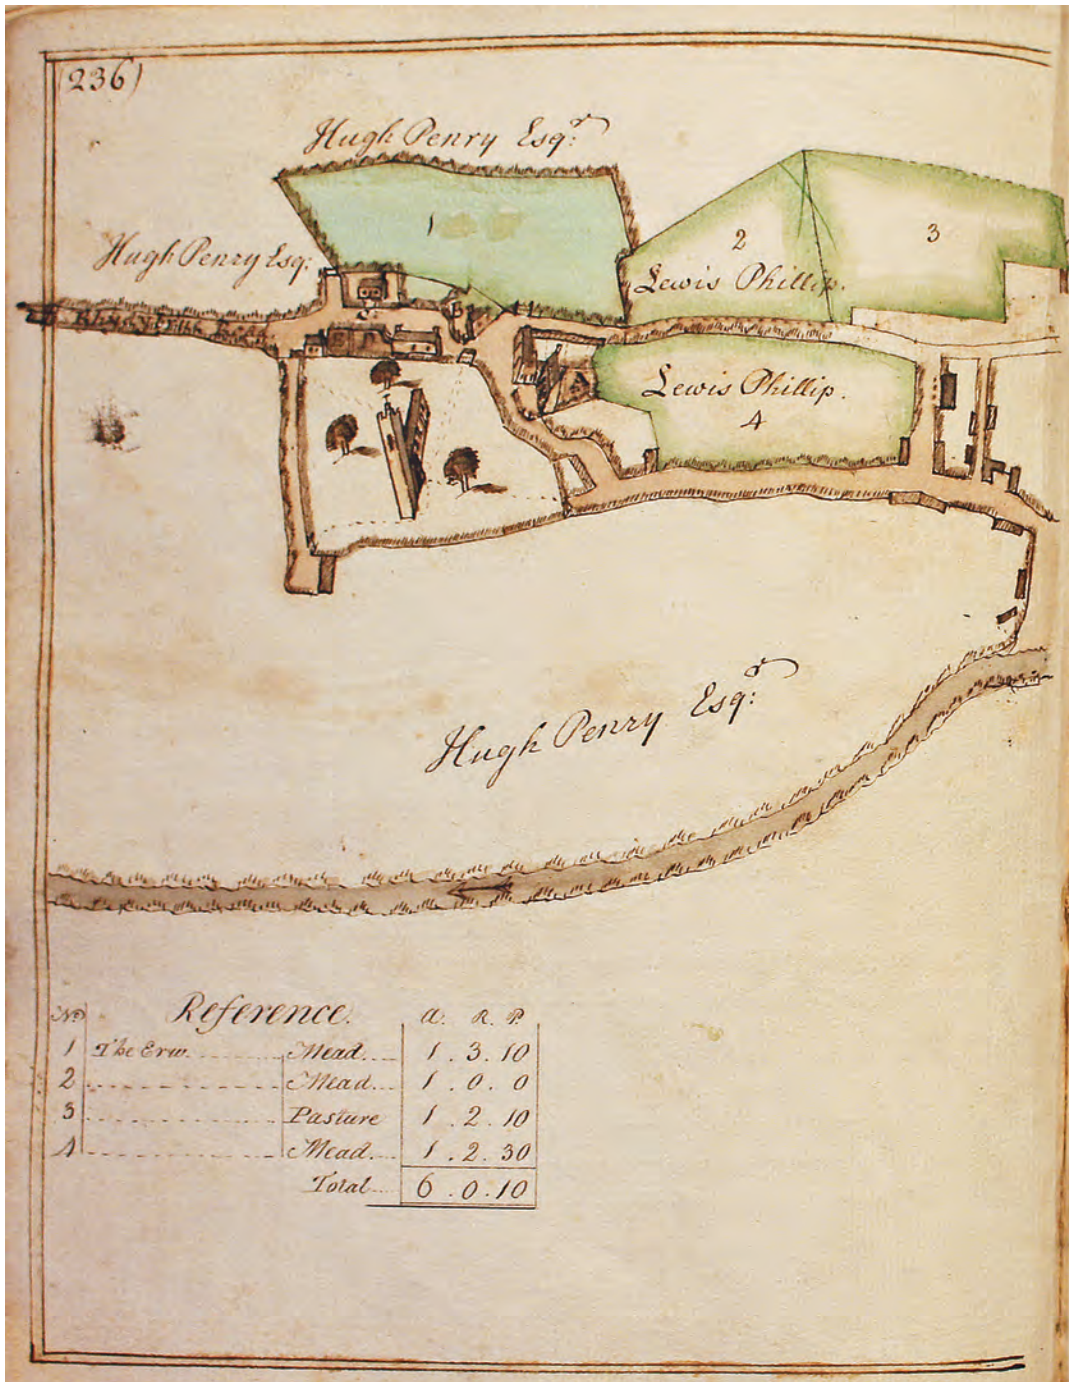 (236)
Hugh Penry Esqr:
1
2
3
Hugh Penry Esq:
Lewis Phillip.
B
A
Lewis Phillip.
4
Hugh Penry Esqr:
No Reference. A. R. P.
1 The Erw. Mead. 1 . 3 . 10
2 Mead. 1 . 0 . 0
3 Pasture 1 . 2 . 10
4 Mead. 1 . 2 . 30
Total 6 . 0 . 10